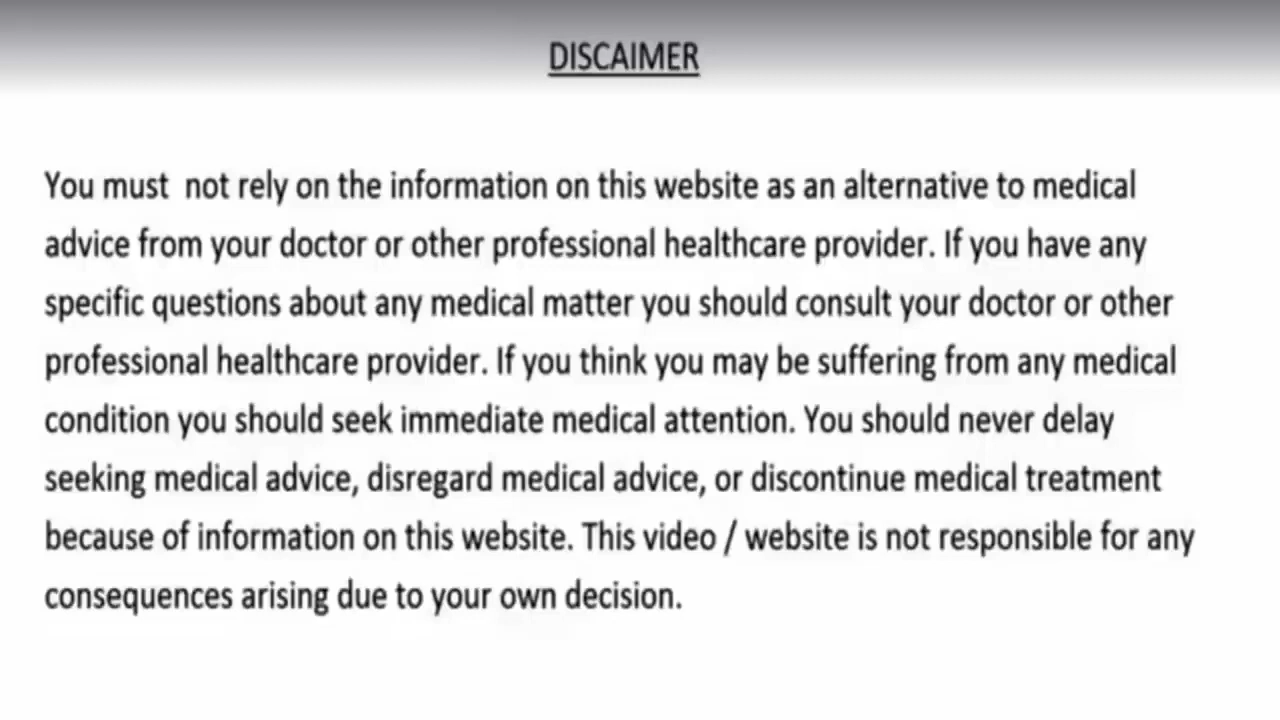 DISCAIMER
You must  not rely on the information on this website as an alternative to medical
advice from your doctor or other professional healthcare provider. If you have any
specific questions about any medical matter you should consult your doctor or other
professional healthcare provider. If you think you may be suffering from any medical
condition you should seek immediate medical attention. You should never delay
seeking medical advice, disregard medical advice, or discontinue medical treatment
because of information on this website. This video / website is not responsible for any
consequences arising due to your own decision.